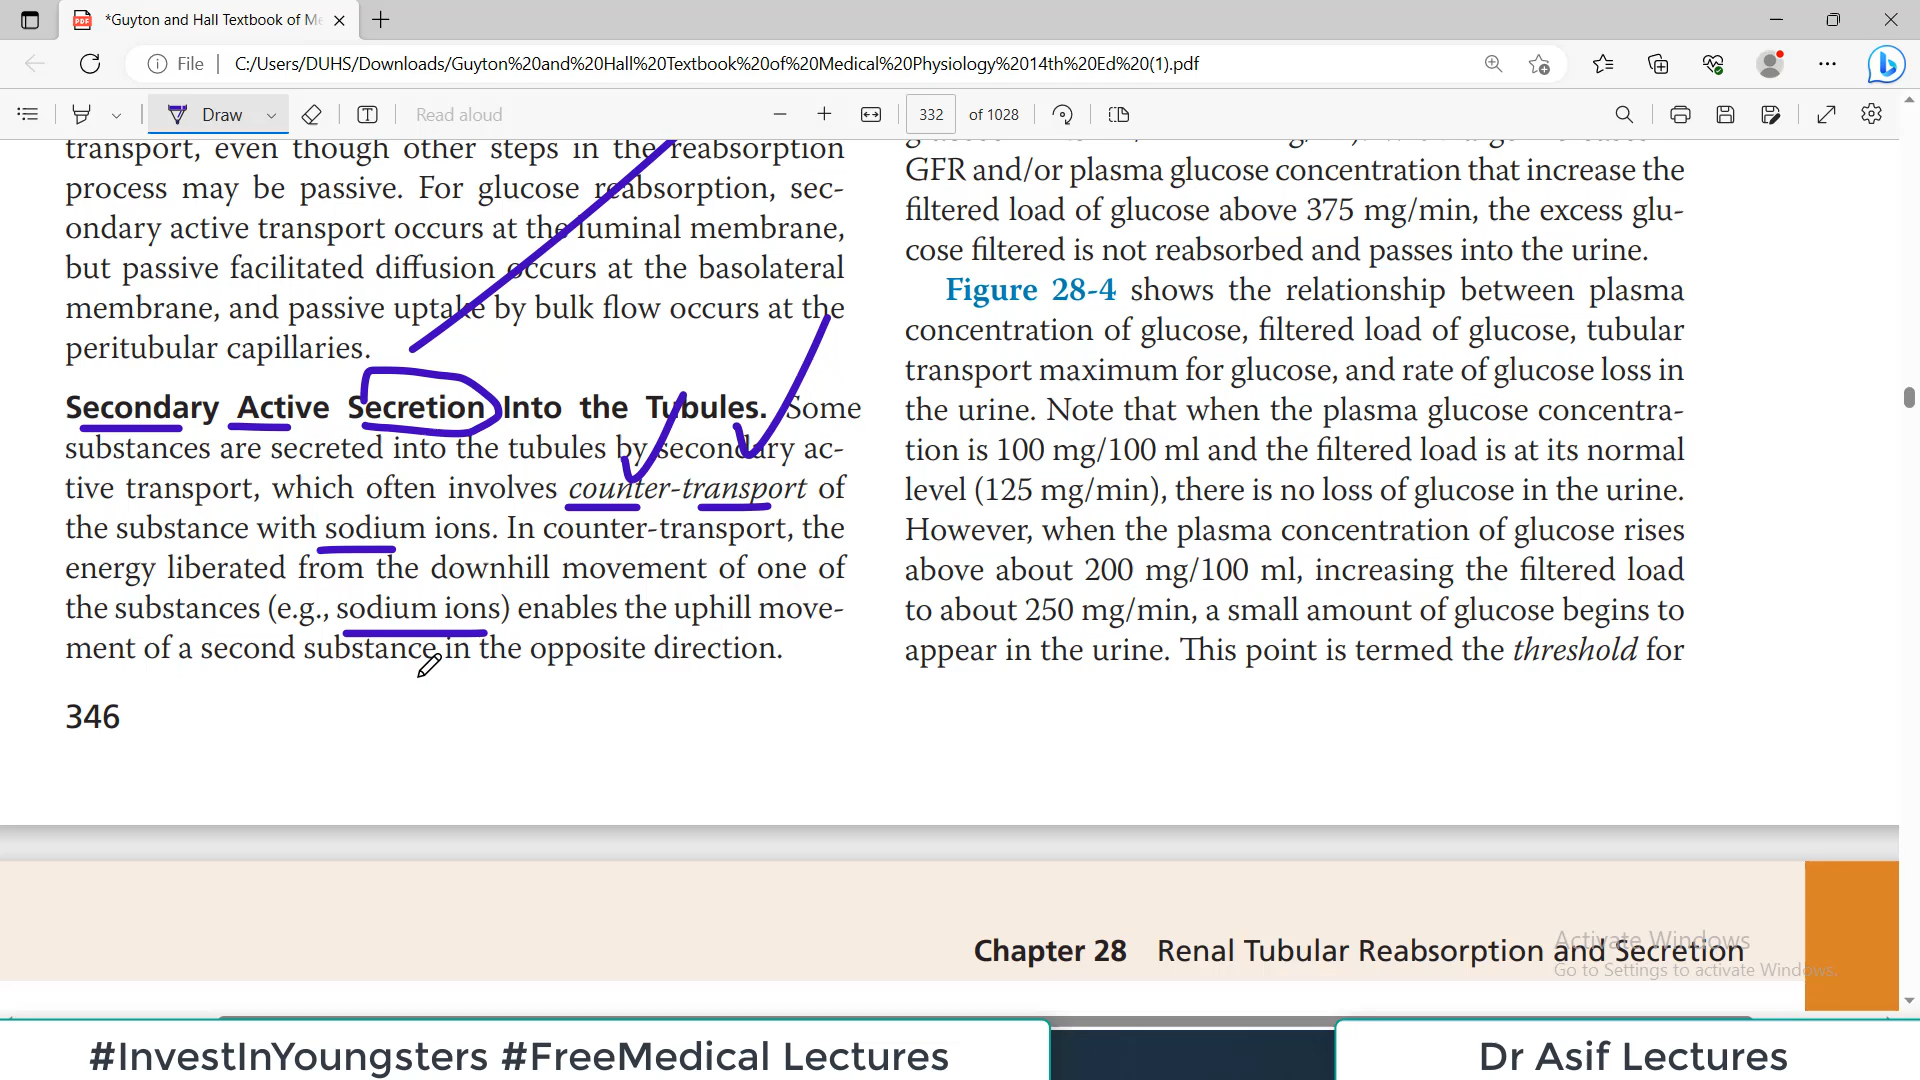 *Guyton and Hall Textbook of Me
File
C:/Users/DUHS/Downloads/Guyton%20and%20Hall%20Textbook%20of%20Medical%20Physiology%2014th%20Ed%20(1).pdf
Draw
Read aloud
332 of 1028
transport, even though other steps in the reabsorption
process may be passive. For glucose reabsorption, sec-
ondary active transport occurs at the luminal membrane,
but passive facilitated diffusion occurs at the basolateral
membrane, and passive uptake by bulk flow occurs at the
peritubular capillaries.
Secondary Active Secretion Into the Tubules. Some
substances are secreted into the tubules by secondary ac-
tive transport, which often involves counter-transport of
the substance with sodium ions. In counter-transport, the
energy liberated from the downhill movement of one of
the substances (e.g., sodium ions) enables the uphill move-
ment of a second substance in the opposite direction.
346
GFR and/or plasma glucose concentration that increase the
filtered load of glucose above 375 mg/min, the excess glu-
cose filtered is not reabsorbed and passes into the urine.
Figure 28-4 shows the relationship between plasma
concentration of glucose, filtered load of glucose, tubular
transport maximum for glucose, and rate of glucose loss in
the urine. Note that when the plasma glucose concentra-
tion is 100 mg/100 ml and the filtered load is at its normal
level (125 mg/min), there is no loss of glucose in the urine.
However, when the plasma concentration of glucose rises
above about 200 mg/100 ml, increasing the filtered load
to about 250 mg/min, a small amount of glucose begins to
appear in the urine. This point is termed the threshold for
Chapter 28 Renal Tubular Reabsorption and Secretion
Activate Windows
Go to Settings to activate Windows.
#InvestInYoungsters #FreeMedical Lectures
Dr Asif Lectures